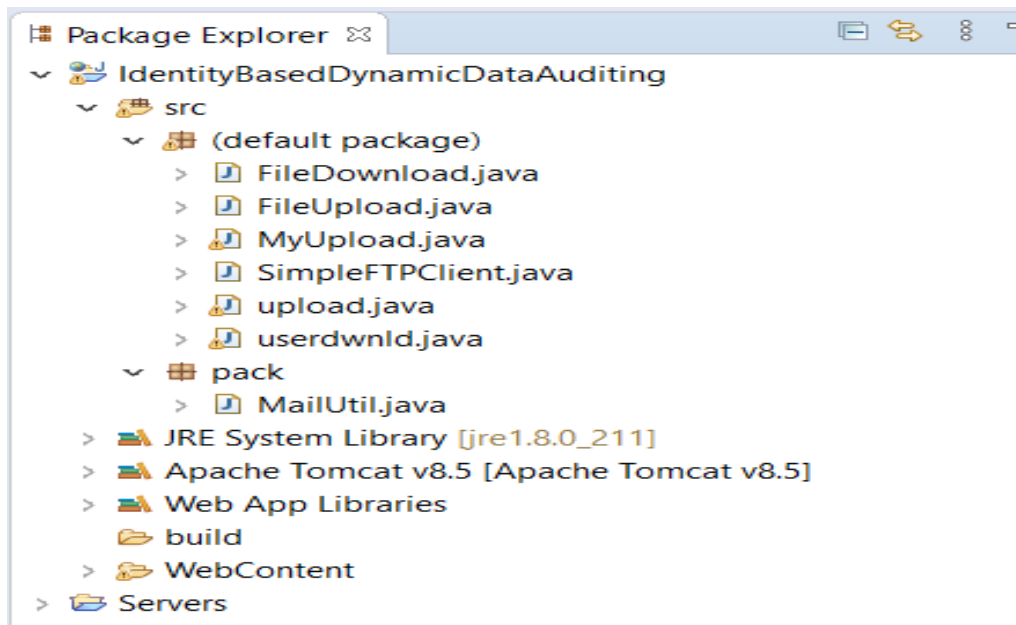 Package Explorer
IdentityBasedDynamicDataAuditing
src
(default package)
FileDownload.java
FileUpload.java
MyUpload.java
SimpleFTPClient.java
upload.java
userdwnld.java
pack
MailUtil.java
JRE System Library [jre1.8.0_211]
Apache Tomcat v8.5 [Apache Tomcat v8.5]
Web App Libraries
build
WebContent
Servers